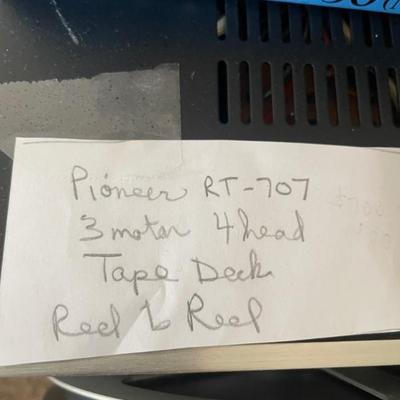 Pioneer RT-707
3 motor 4 head
Tape Deck
Reel to Reel